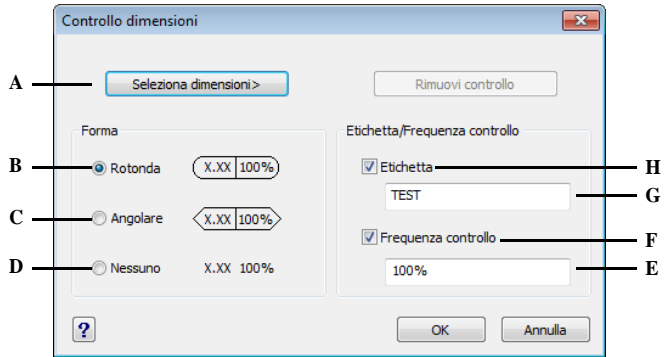 Controllo dimensioni
A
Seleziona dimensioni>
Rimuovi controllo
Forma
Etichetta/Frequenza controllo
B
Rotonda
X.XX 100%
Etichetta
H
TEST
G
C
Angolare
X.XX 100%
Frequenza controllo
F
D
Nessuno
X.XX 100%
100%
E
?
OK
Annulla